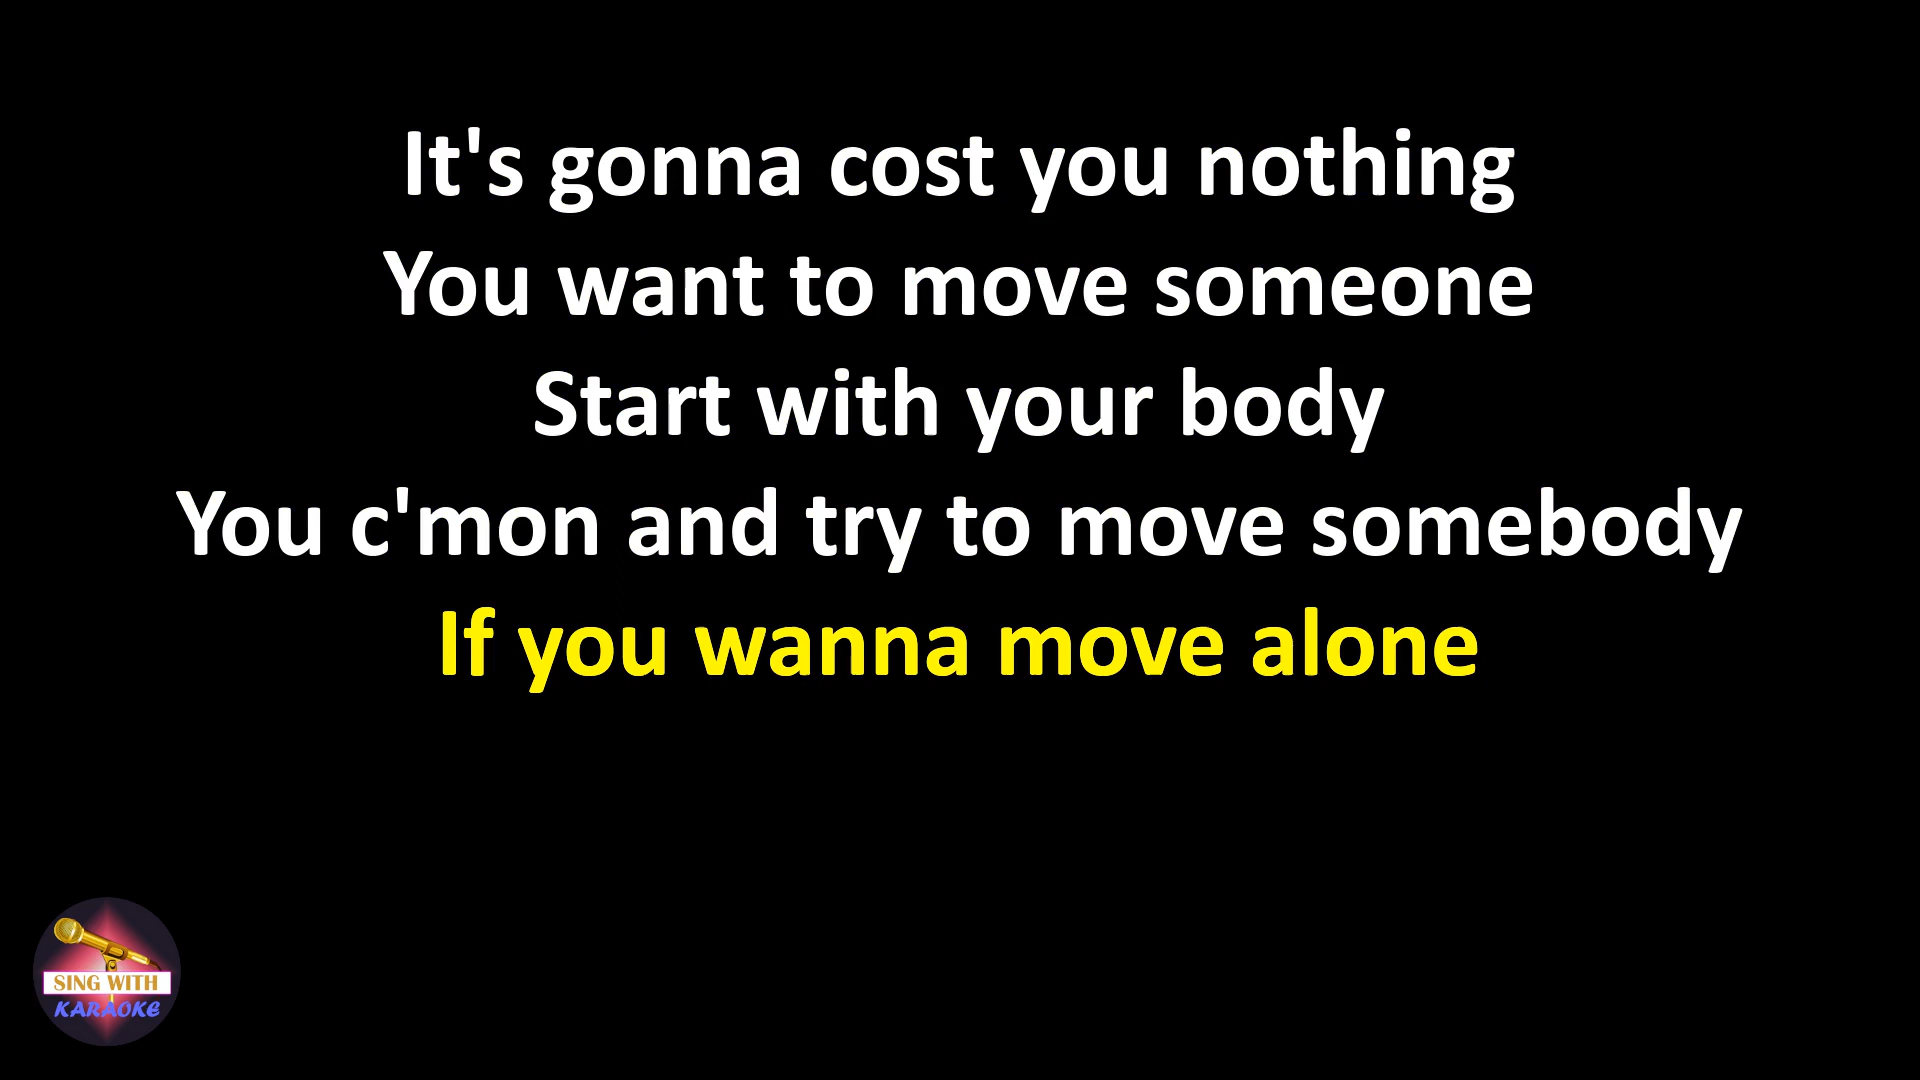 It's gonna cost you nothing
You want to move someone
Start with your body
You c'mon and try to move somebody
If you wanna move alone
SING WITH
KARAOKE